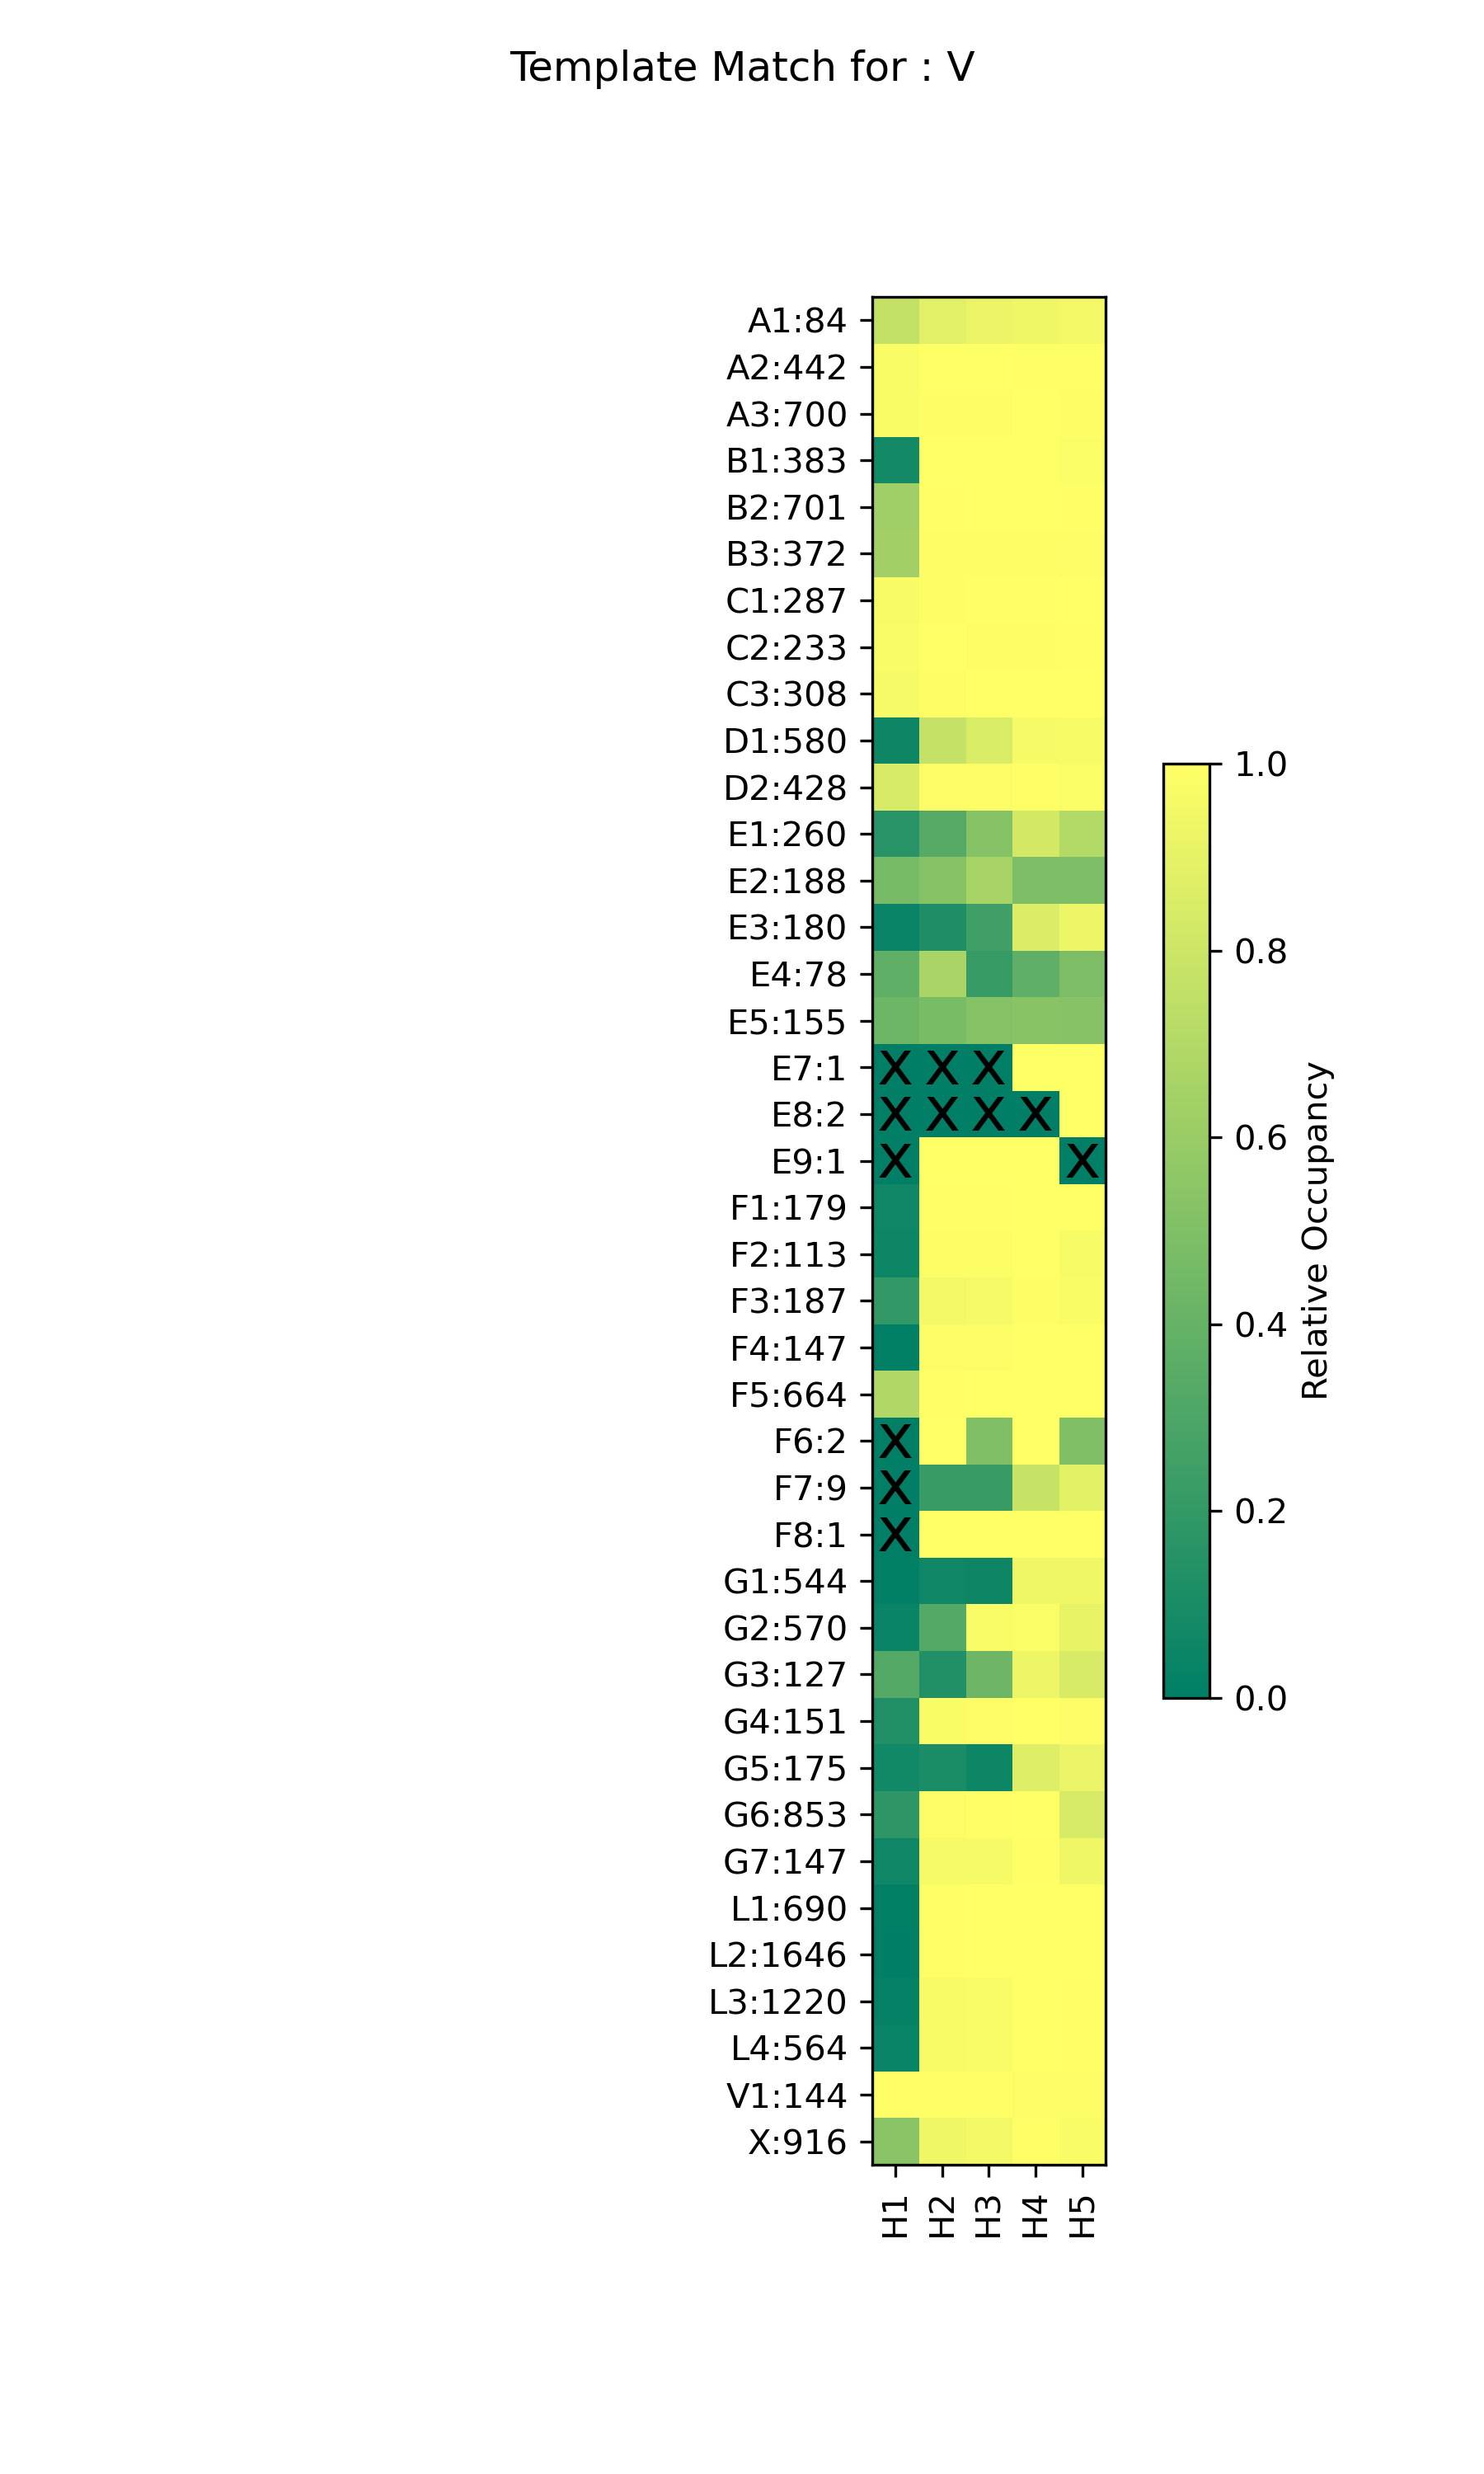 Template Match for : V
A1:84
A2:442
A3:700
B1:383
B2:701
B3:372
C1:287
C2:233
C3:308
D1:580
D2:428
E1:260
E2:188
E3:180
E4:78
E5:155
E7:1 X X X
E8:2 X X X X
E9:1 X X
F1:179
F2:113
F3:187
F4:147
F5:664
F6:2 X
F7:9 X
F8:1 X
G1:544
G2:570
G3:127
G4:151
G5:175
G6:853
G7:147
L1:690
L2:1646
L3:1220
L4:564
V1:144
X:916
H1 H2 H3 H4 H5
1.0
0.8
0.6
0.4
0.2
0.0
Relative Occupancy